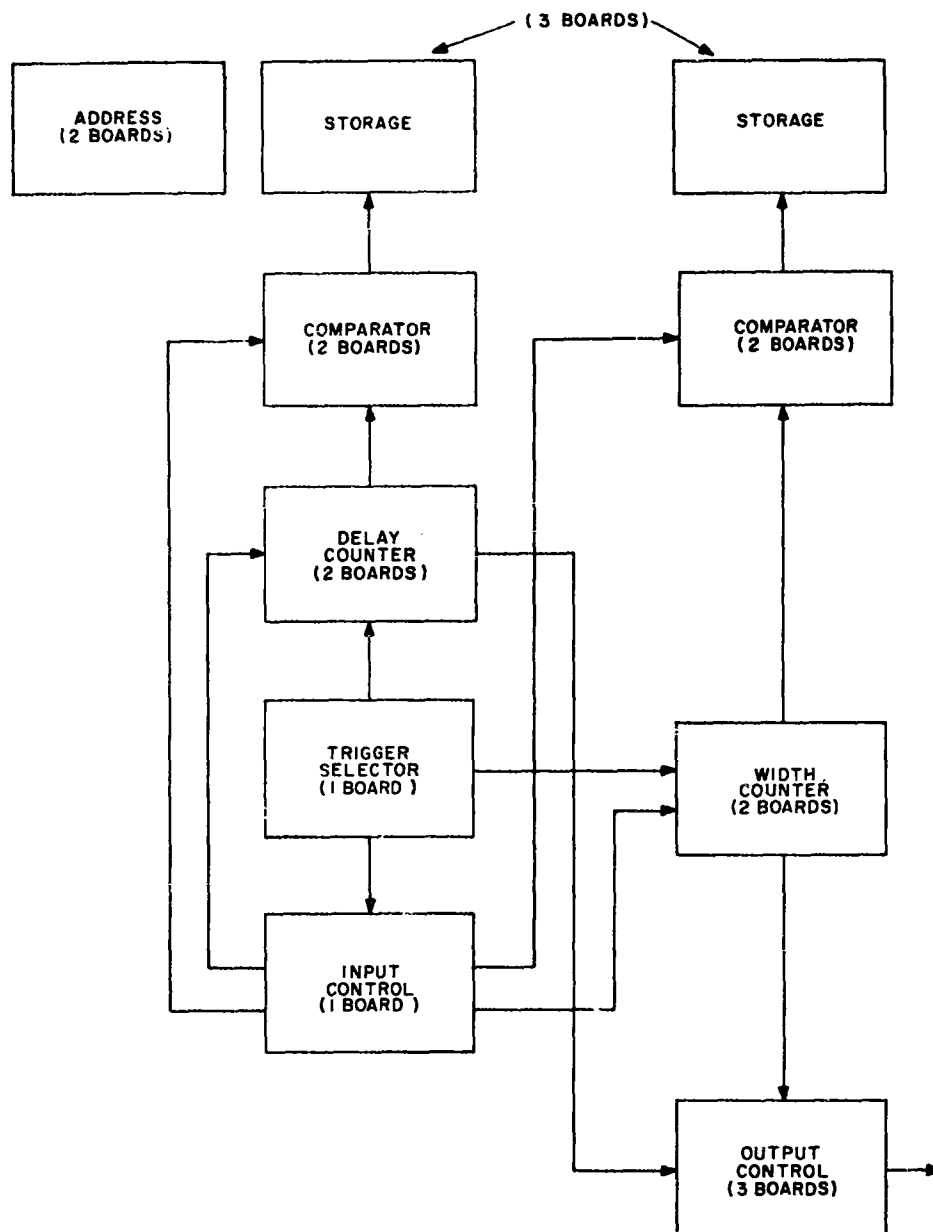 (3 BOARDS)
ADDRESS
(2 BOARDS)
STORAGE
STORAGE
COMPARATOR
(2 BOARDS)
COMPARATOR
(2 BOARDS)
DELAY
COUNTER
(2 BOARDS)
TRIGGER
SELECTOR
(1 BOARD)
WIDTH
COUNTER
(2 BOARDS)
INPUT
CONTROL
(1 BOARD)
OUTPUT
CONTROL
(3 BOARDS)